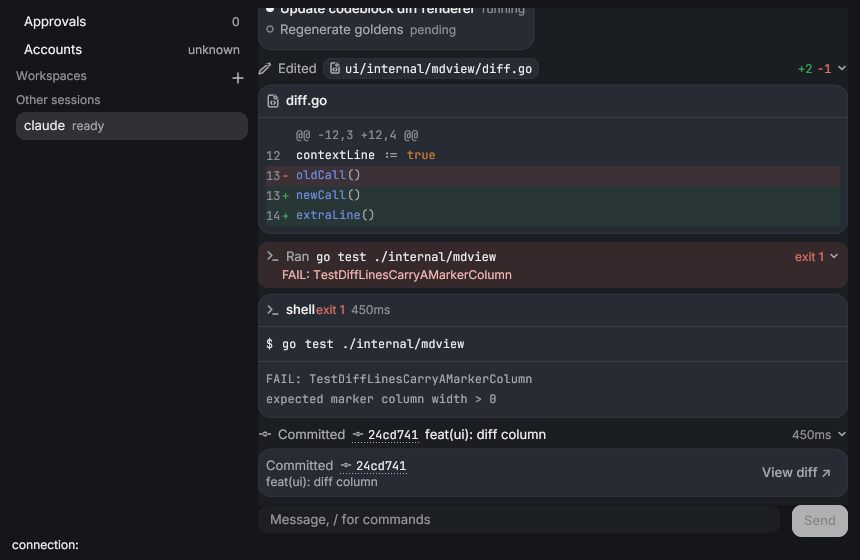 Approvals 0
Accounts unknown
Workspaces +
Other sessions
claude ready
connection:
Update codeblock diff renderer running
Regenerate goldens pending
Edited ui/internal/mdview/diff.go +2 -1
diff.go
@@ -12,3 +12,4 @@
12 contextLine := true
13 - oldCall()
13 + newCall()
14 + extraLine()
Ran go test ./internal/mdview exit 1
FAIL: TestDiffLinesCarryAMarkerColumn
shell exit 1 450ms
$ go test ./internal/mdview
FAIL: TestDiffLinesCarryAMarkerColumn
expected marker column width > 0
Committed 24cd741 feat(ui): diff column 450ms
Committed 24cd741
feat(ui): diff column
View diff ↗
Message, / for commands
Send